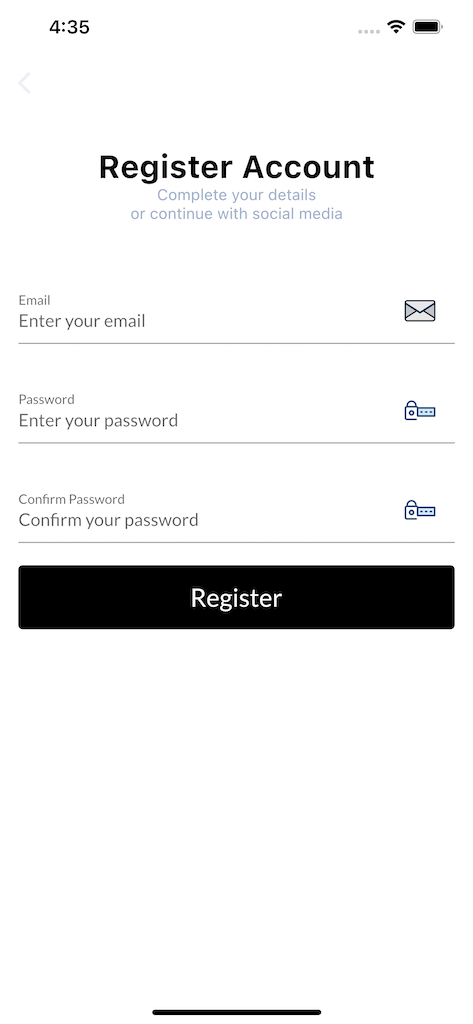 4:35
Register Account
Complete your details
or continue with social media
Email
Enter your email
Password
Enter your password
Confirm Password
Confirm your password
Register